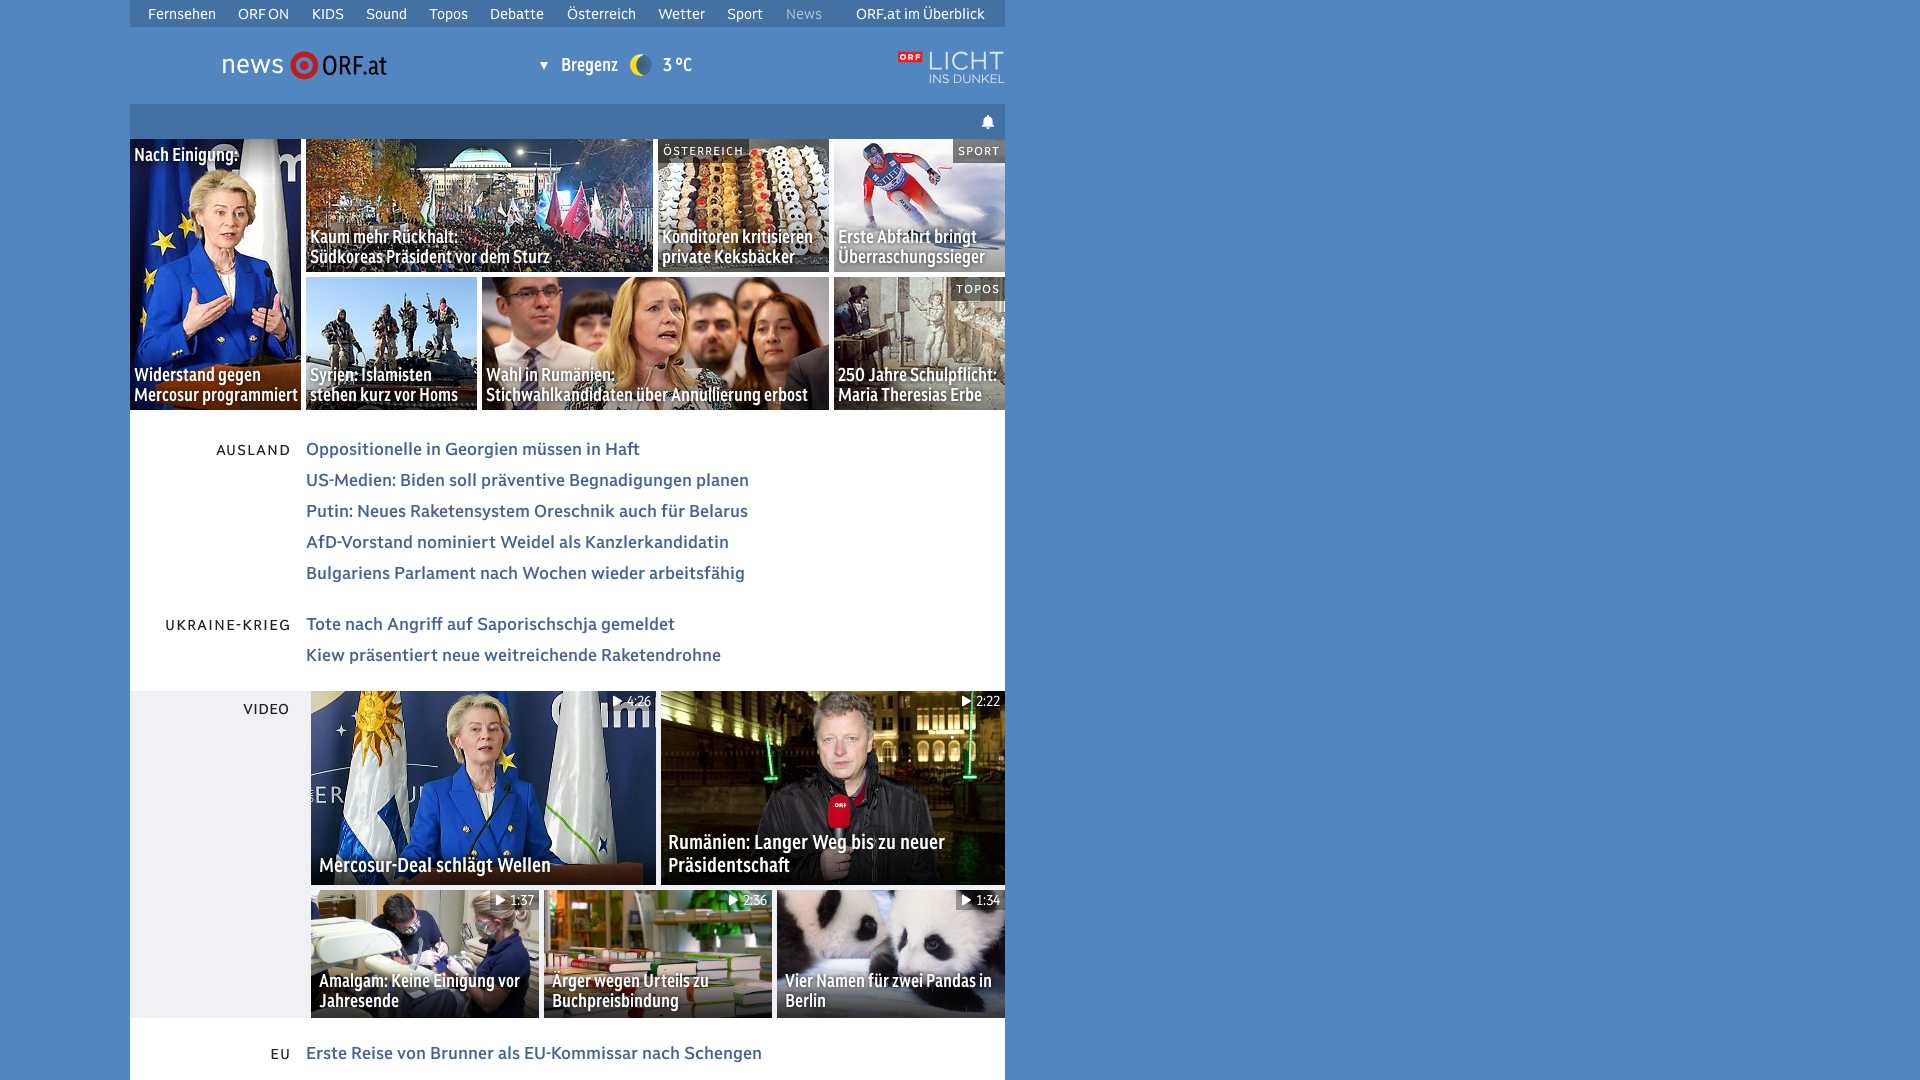 Fernsehen ORF ON KIDS Sound Topos Debatte Österreich Wetter Sport News ORF.at im Überblick
news ORF.at
Bregenz 3 °C
ORF LICHT
INS DUNKEL
Nach Einigung:
Widerstand gegen
Mercosur programmiert
Kaum mehr Rückhalt:
Südkoreas Präsident vor dem Sturz
ÖSTERREICH
Konditoren kritisieren
private Keksbäcker
SPORT
Erste Abfahrt bringt
Überraschungssieger
Syrien: Islamisten
stehen kurz vor Homs
Wahl in Rumänien:
Stichwahlkandidaten über Annullierung erbost
TOPOS
250 Jahre Schulpflicht:
Maria Theresias Erbe
AUSLAND
Oppositionelle in Georgien müssen in Haft
US-Medien: Biden soll präventive Begnadigungen planen
Putin: Neues Raketensystem Oreschnik auch für Belarus
AfD-Vorstand nominiert Weidel als Kanzlerkandidatin
Bulgariens Parlament nach Wochen wieder arbeitsfähig
UKRAINE-KRIEG
Tote nach Angriff auf Saporischschja gemeldet
Kiew präsentiert neue weitreichende Raketendrohne
VIDEO
4:26
Mercosur-Deal schlägt Wellen
2:22
ORF
Rumänien: Langer Weg bis zu neuer
Präsidentschaft
1:37
Amalgam: Keine Einigung vor
Jahresende
2:36
Ärger wegen Urteils zu
Buchpreisbindung
1:34
Vier Namen für zwei Pandas in
Berlin
EU
Erste Reise von Brunner als EU-Kommissar nach Schengen